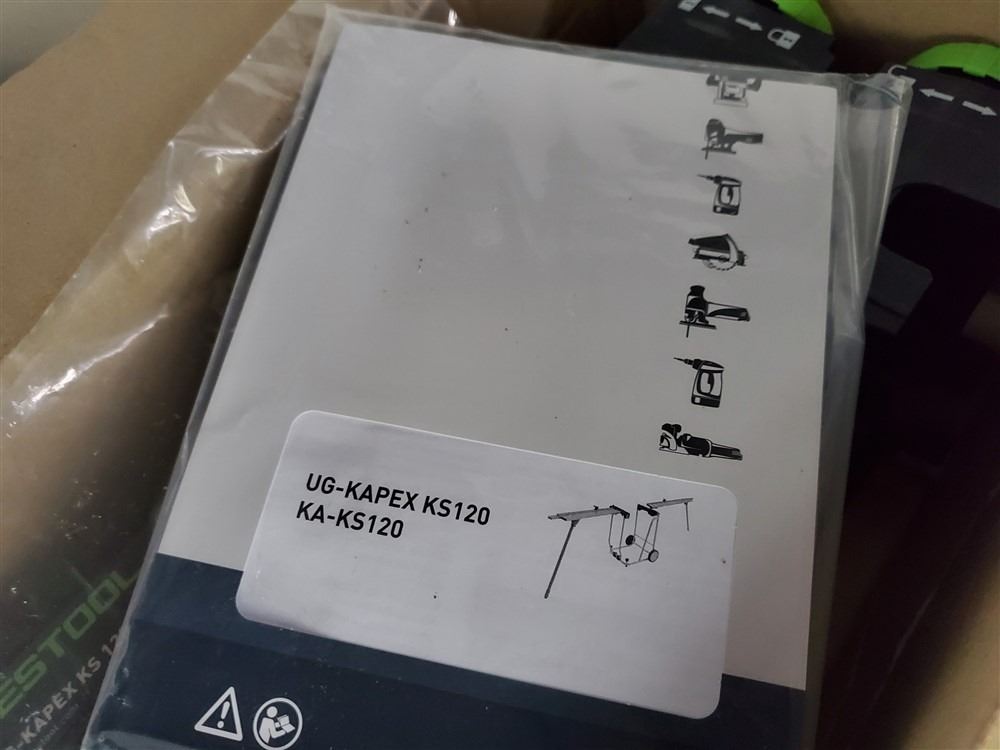 UG-KAPEX KS120
KA-KS120
ESTOOL
-KAPEX KS 12